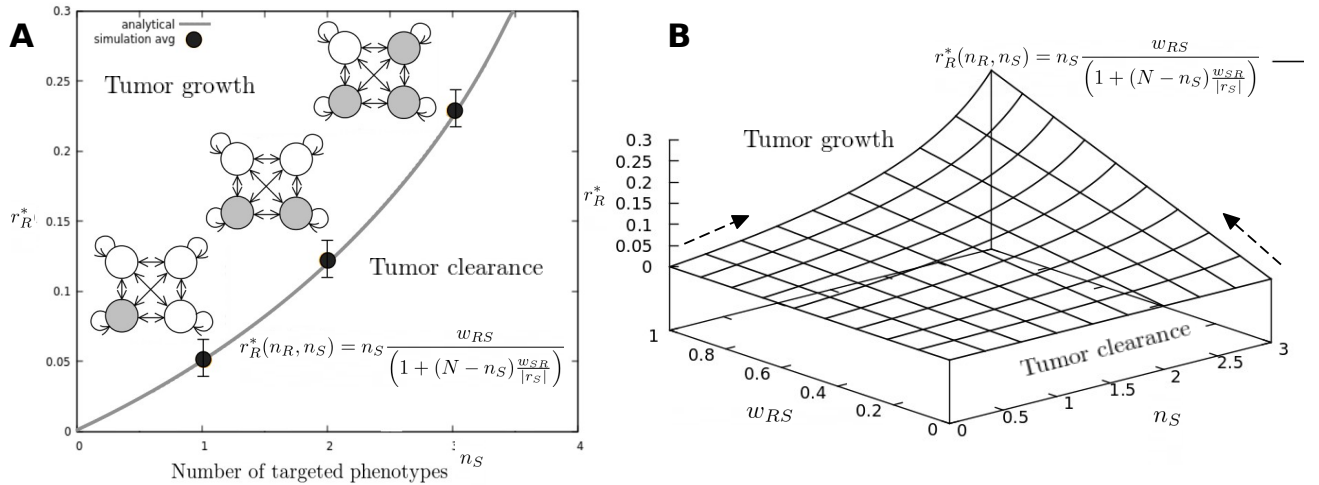 A
analytical
simulation avg
Tumor growth
Tumor clearance
r*_R(n_R, n_S) = n_S w_RS / (1 + (N − n_S) w_SR / |r_S|)
r*_R
0.3
0.25
0.2
0.15
0.1
0.05
0
0 1 2 3 4
n_S
Number of targeted phenotypes
B
r*_R(n_R, n_S) = n_S w_RS / (1 + (N − n_S) w_SR / |r_S|)
Tumor growth
r*_R
0.3
0.25
0.2
0.15
0.1
0.05
0
Tumor clearance
1 0.8 0.6 0.4 0.2 0
w_RS
0 0.5 1 1.5 2 2.5 3
n_S